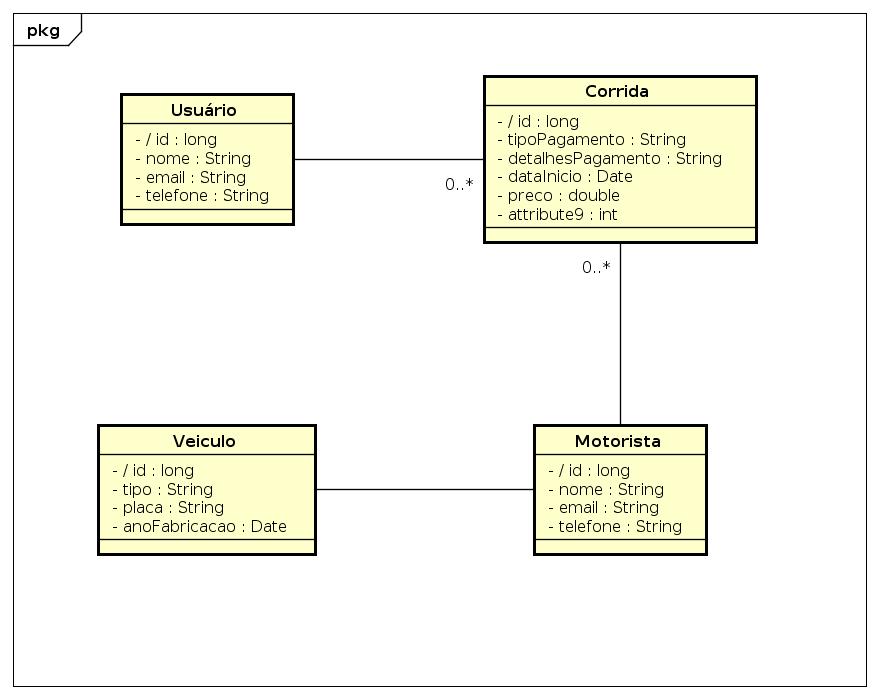 pkg
Usuário
- / id : long
- nome : String
- email : String
- telefone : String
0..*
Corrida
- / id : long
- tipoPagamento : String
- detalhesPagamento : String
- dataInicio : Date
- preco : double
- attribute9 : int
0..*
Veiculo
- / id : long
- tipo : String
- placa : String
- anoFabricacao : Date
Motorista
- / id : long
- nome : String
- email : String
- telefone : String